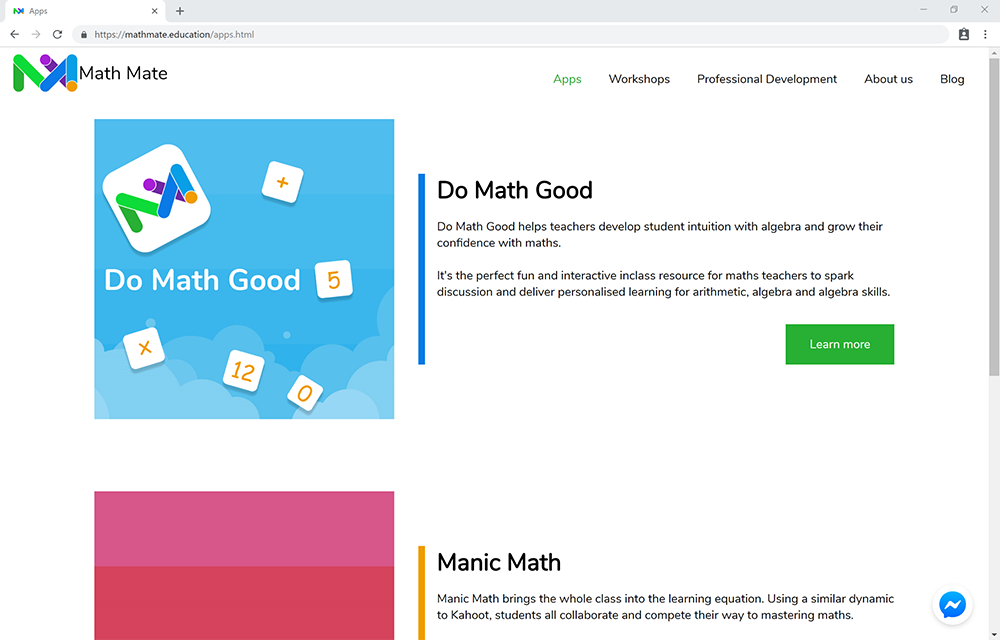 Apps
https://mathmate.education/apps.html
Math Mate
Apps Workshops Professional Development About us Blog
+
Do Math Good 5
x
12
0
Do Math Good
Do Math Good helps teachers develop student intuition with algebra and grow their
confidence with maths.
It's the perfect fun and interactive inclass resource for maths teachers to spark
discussion and deliver personalised learning for arithmetic, algebra and algebra skills.
Learn more
Manic Math
Manic Math brings the whole class into the learning equation. Using a similar dynamic
to Kahoot, students all collaborate and compete their way to mastering maths.